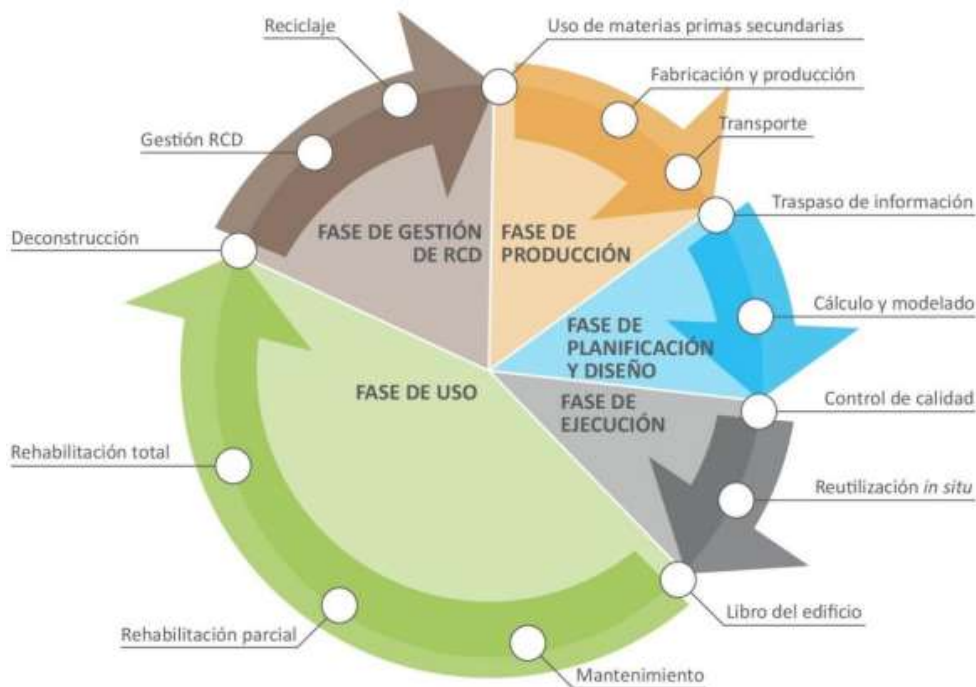 Reciclaje
Uso de materias primas secundarias
Fabricación y producción
Transporte
Gestión RCD
Traspaso de información
Deconstrucción
FASE DE GESTIÓN
DE RCD
FASE DE
PRODUCCIÓN
Cálculo y modelado
FASE DE
PLANIFICACIÓN
Y DISEÑO
FASE DE USO
FASE DE
EJECUCIÓN
Control de calidad
Rehabilitación total
Reutilización in situ
Libro del edificio
Rehabilitación parcial
Mantenimiento